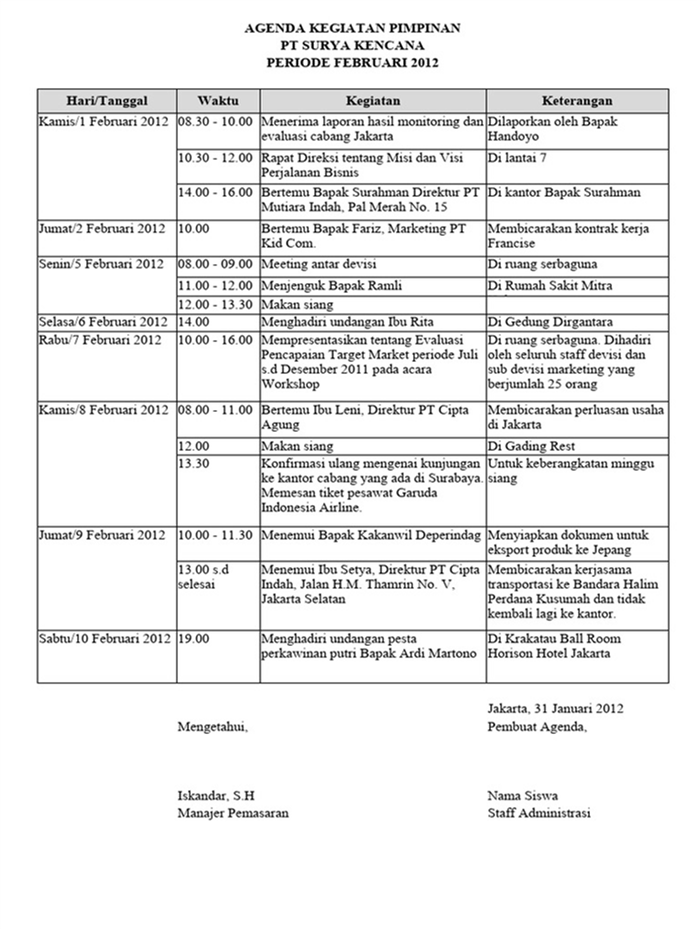 AGENDA KEGIATAN PIMPINAN
PT SURYA KENCANA
PERIODE FEBRUARI 2012
Hari/Tanggal Waktu Kegiatan Keterangan
Kamis/1 Februari 2012 08.30 - 10.00 Menerima laporan hasil monitoring dan Dilaporkan oleh Bapak
evaluasi cabang Jakarta Handoyo
10.30 - 12.00 Rapat Direksi tentang Misi dan Visi Di lantai 7
Perjalanan Bisnis
14.00 - 16.00 Bertemu Bapak Surahman Direktur PT Di kantor Bapak Surahman
Mutiara Indah, Pal Merah No. 15
Jumat/2 Februari 2012 10.00 Bertemu Bapak Fariz, Marketing PT Membicarakan kontrak kerja
Kid Com. Francise
Senin/5 Februari 2012 08.00 - 09.00 Meeting antar devisi Di ruang serbaguna
11.00 - 12.00 Menjenguk Bapak Ramli Di Rumah Sakit Mitra
12.00 - 13.30 Makan siang
Selasa/6 Februari 2012 14.00 Menghadiri undangan Ibu Rita Di Gedung Dirgantara
Rabu/7 Februari 2012 10.00 - 16.00 Mempresentasikan tentang Evaluasi Di ruang serbaguna. Dihadiri
Pencapaian Target Market periode Juli oleh seluruh staff devisi dan
s.d Desember 2011 pada acara sub devisi marketing yang
Workshop berjumlah 25 orang
Kamis/8 Februari 2012 08.00 - 11.00 Bertemu Ibu Leni, Direktur PT Cipta Membicarakan perluasan usaha
Agung di Jakarta
12.00 Makan siang Di Gading Rest
13.30 Konfirmasi ulang mengenai kunjungan Untuk keberangkatan minggu
ke kantor cabang yang ada di Surabaya. siang
Memesan tiket pesawat Garuda
Indonesia Airline.
Jumat/9 Februari 2012 10.00 - 11.30 Menemui Bapak Kakanwil Deperindag Menyiapkan dokumen untuk
eksport produk ke Jepang
13.00 s.d Menemui Ibu Setya, Direktur PT Cipta Membicarakan kerjasama
selesai Indah, Jalan H.M. Thamrin No. V, transportasi ke Bandara Halim
Jakarta Selatan Perdana Kusumah dan tidak
kembali lagi ke kantor.
Sabtu/10 Februari 2012 19.00 Menghadiri undangan pesta Di Krakatau Ball Room
perkawinan putri Bapak Ardi Martono Horison Hotel Jakarta
Jakarta, 31 Januari 2012
Mengetahui, Pembuat Agenda,
Iskandar, S.H Nama Siswa
Manajer Pemasaran Staff Administrasi